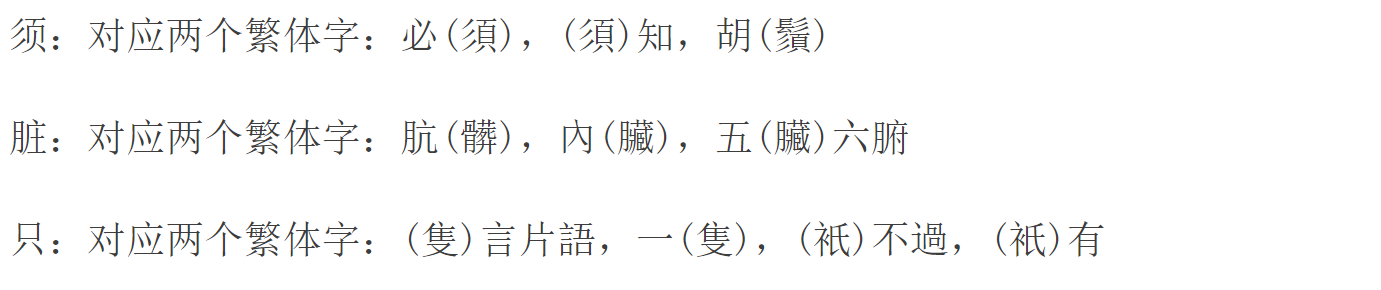 须：对应两个繁体字：必(須)，(須)知，胡(鬚)
脏：对应两个繁体字：肮(髒)，內(臟)，五(臟)六腑
只：对应两个繁体字：(隻)言片語，一(隻)，(衹)不過，(衹)有